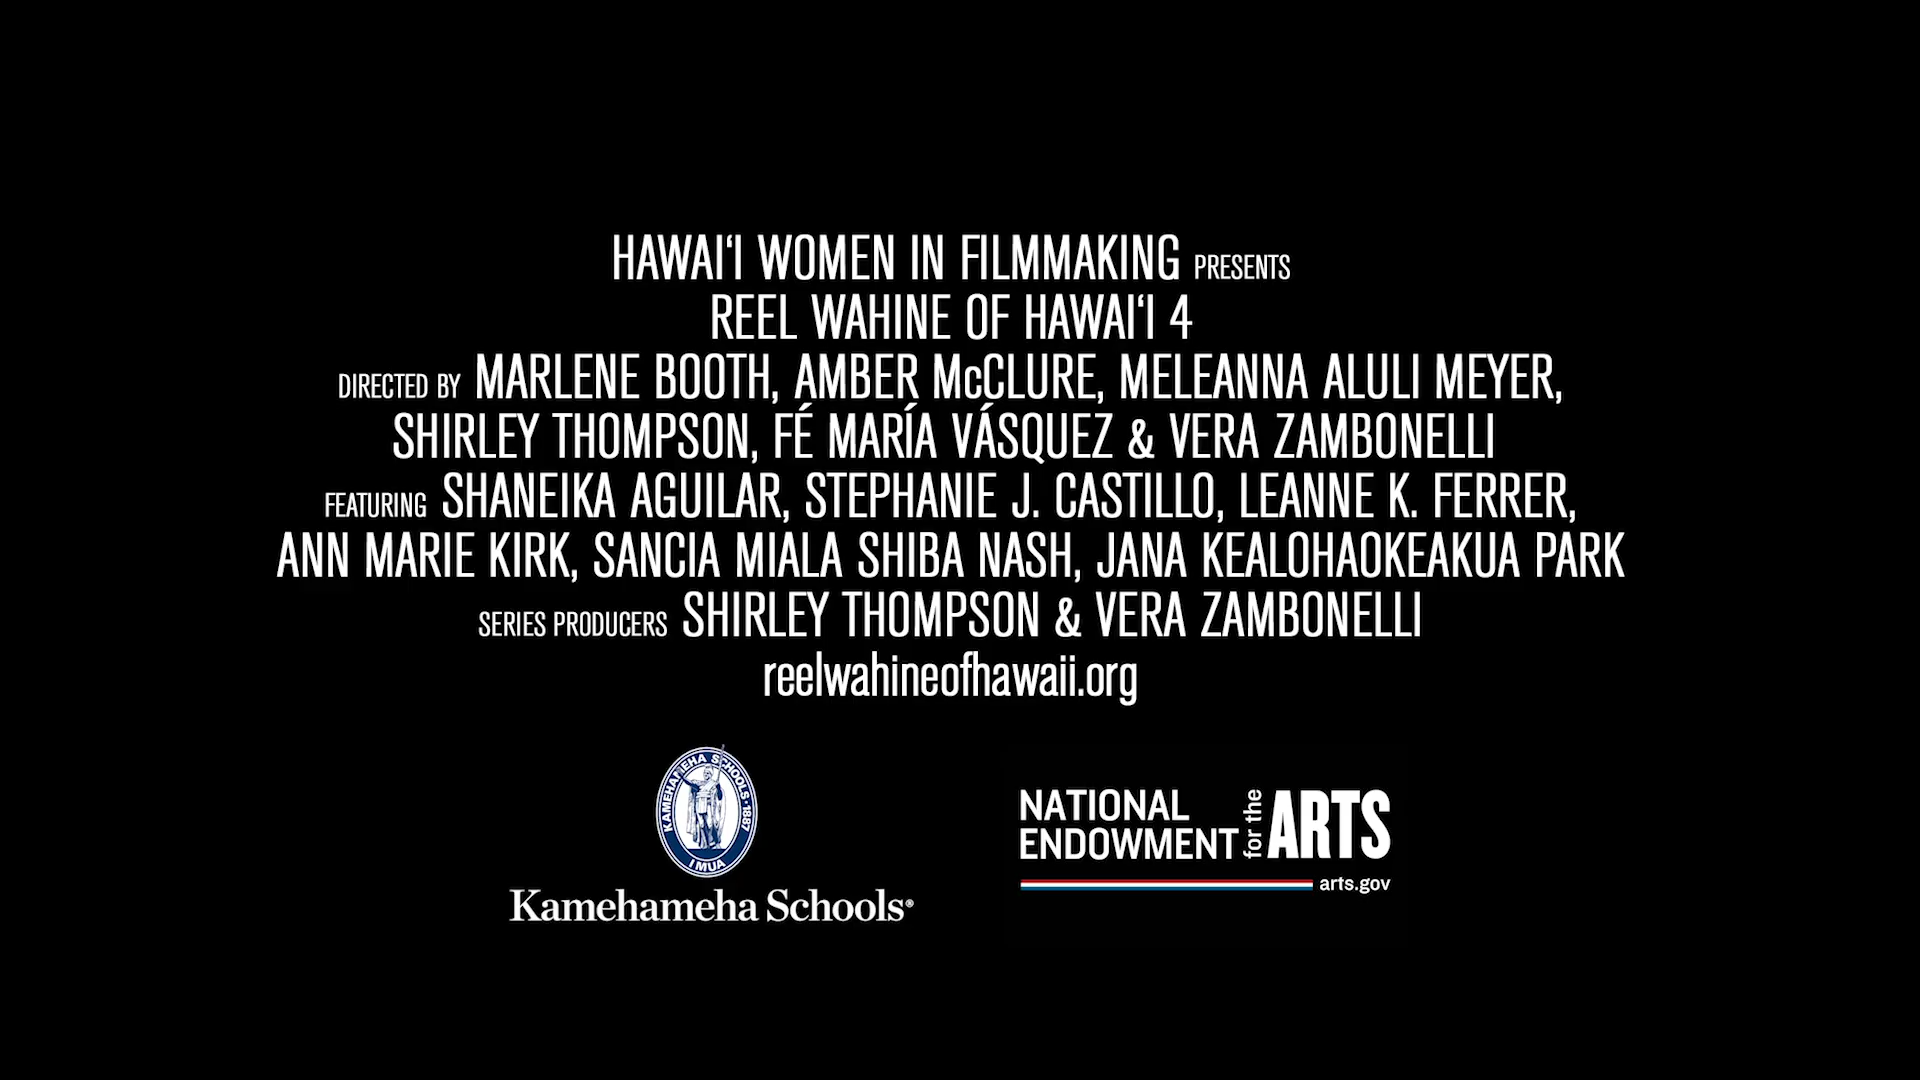 HAWAIʻI WOMEN IN FILMMAKING PRESENTS
REEL WAHINE OF HAWAIʻI 4
DIRECTED BY MARLENE BOOTH, AMBER McCLURE, MELEANNA ALULI MEYER,
SHIRLEY THOMPSON, FÉ MARÍA VÁSQUEZ & VERA ZAMBONELLI
FEATURING SHANEIKA AGUILAR, STEPHANIE J. CASTILLO, LEANNE K. FERRER,
ANN MARIE KIRK, SANCIA MIALA SHIBA NASH, JANA KEALOHAOKEAKUA PARK
SERIES PRODUCERS SHIRLEY THOMPSON & VERA ZAMBONELLI
reelwahineofhawaii.org
KAMEHAMEHA SCHOOLS · 1887
I MUA
Kamehameha Schools®
NATIONAL
ENDOWMENT
for the
ARTS
arts.gov